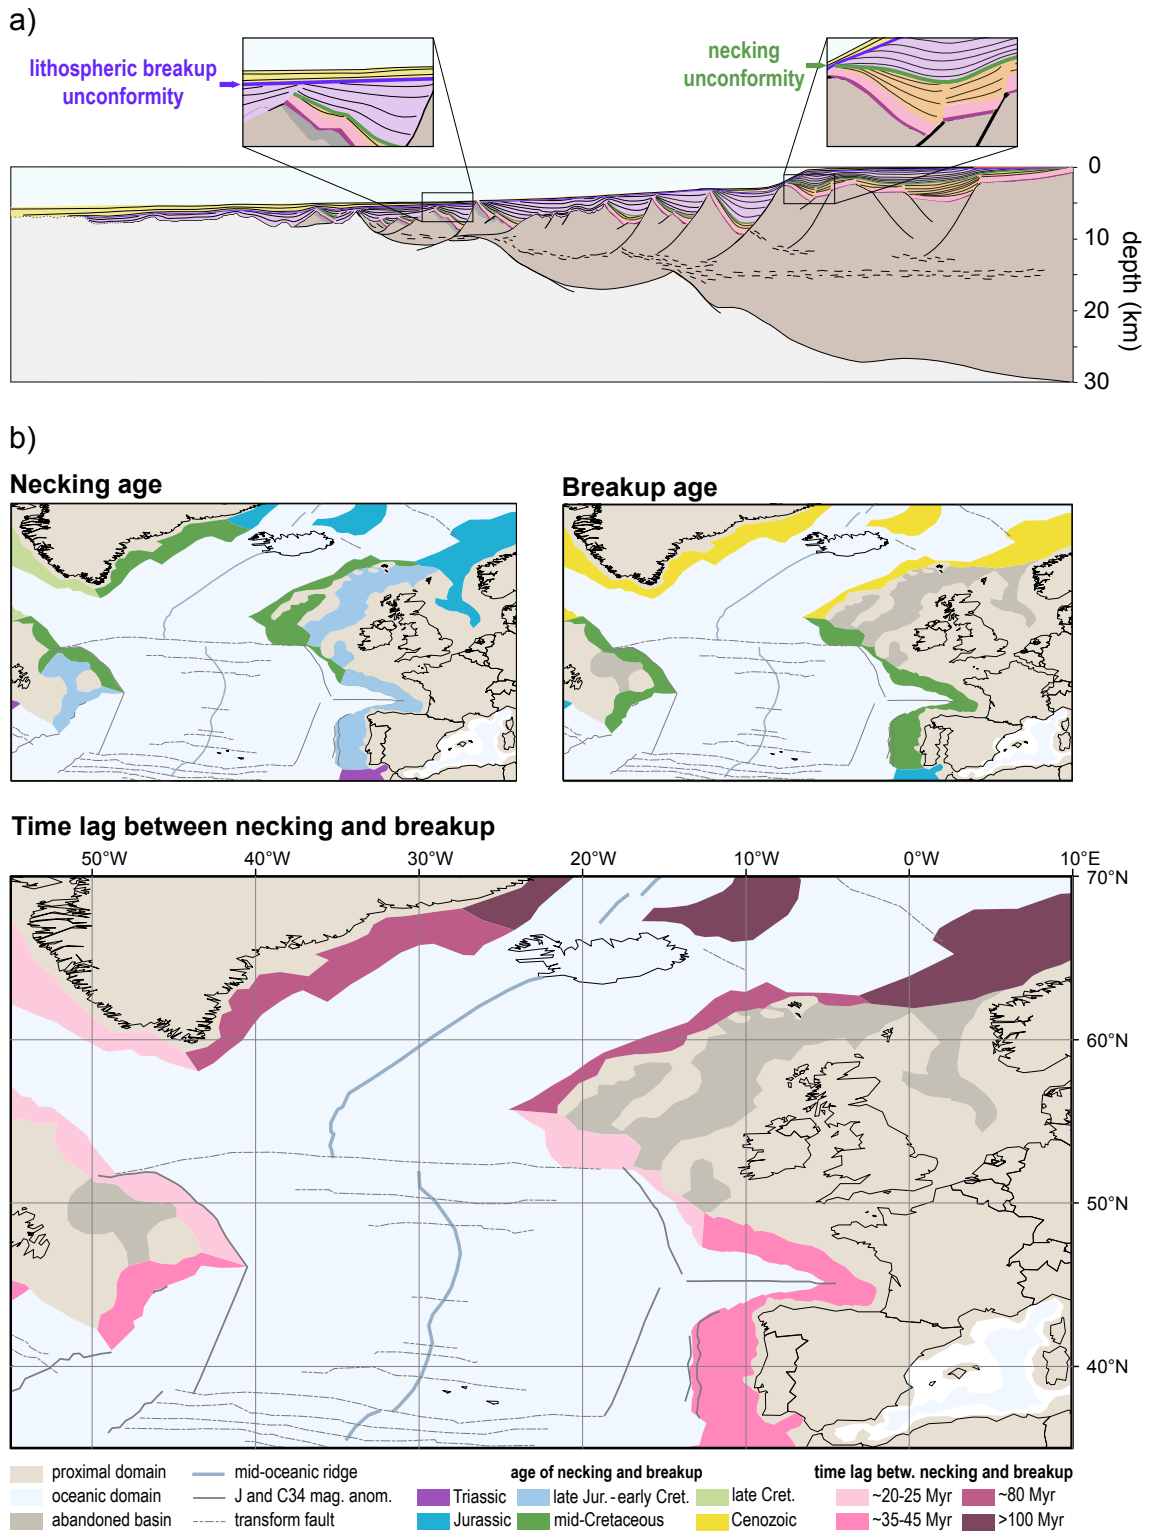 a)
lithospheric breakup
unconformity
necking
unconformity
0
10
20
30
depth (km)
b)
Necking age
Breakup age
Time lag between necking and breakup
50°W 40°W 30°W 20°W 10°W 0°W 10°E
70°N
60°N
50°N
40°N
proximal domain
oceanic domain
abandoned basin
mid-oceanic ridge
J and C34 mag. anom.
transform fault
age of necking and breakup
Triassic
Jurassic
late Jur. - early Cret.
mid-Cretaceous
late Cret.
Cenozoic
time lag betw. necking and breakup
~20-25 Myr
~35-45 Myr
~80 Myr
>100 Myr